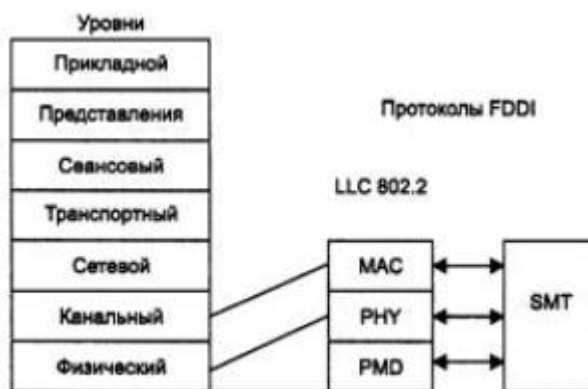 Уровни
Прикладной
Представления
Сеансовый
Транспортный
Сетевой
Канальный
Физический
Протоколы FDDI
LLC 802.2
MAC
PHY
PMD
SMT